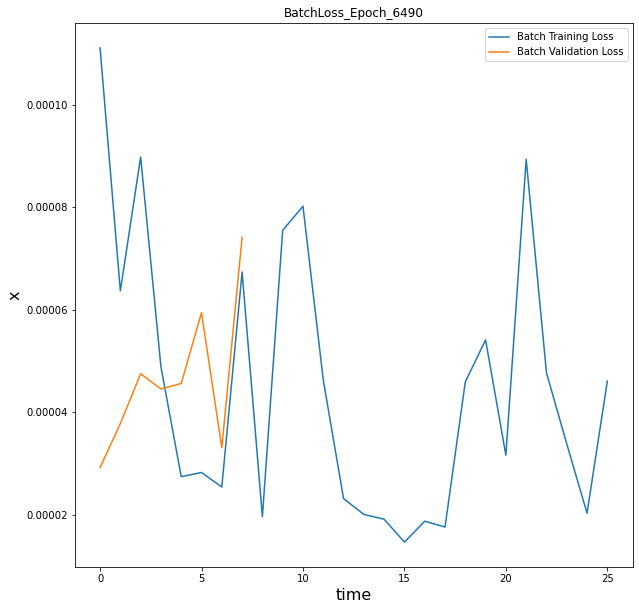 BatchLoss_Epoch_6490
Batch Training Loss
Batch Validation Loss
0.00010
0.00008
0.00006
0.00004
0.00002
x
0 5 10 15 20 25
time